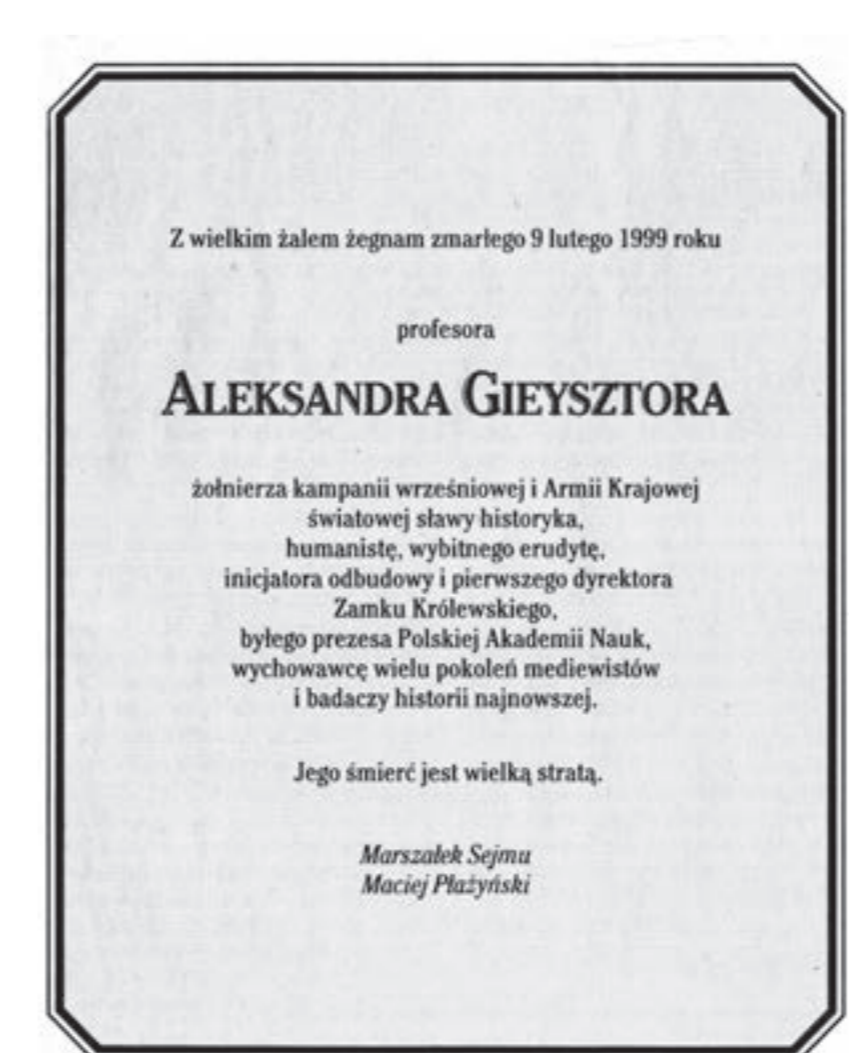 Z wielkim żalem żegnam zmarłego 9 lutego 1999 roku
profesora
ALEKSANDRA GIEYSZTORA
żołnierza kampanii wrześniowej i Armii Krajowej
światowej sławy historyka,
humanistę, wybitnego erudytę,
inicjatora odbudowy i pierwszego dyrektora
Zamku Królewskiego,
byłego prezesa Polskiej Akademii Nauk,
wychowawcę wielu pokoleń mediewistów
i badaczy historii najnowszej.
Jego śmierć jest wielką stratą.
Marszałek Sejmu
Maciej Płażyński